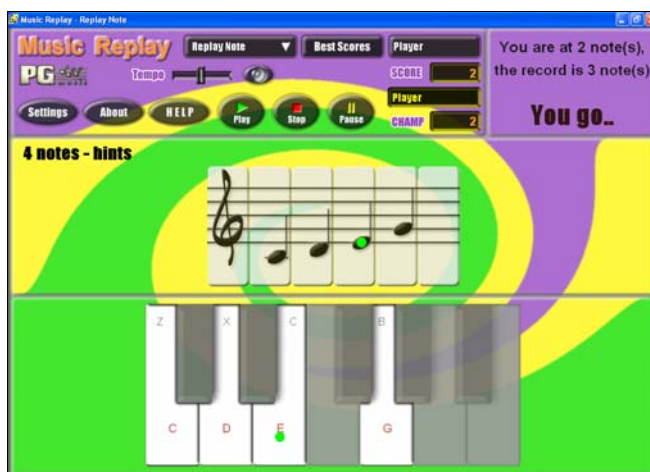 Music Replay - Replay Note
Music Replay
Replay Note
Best Scores
Player
PG music
Tempo
SCORE 2
Player
CHAMP 2
Settings
About
HELP
Play
Stop
Pause
You are at 2 note(s),
the record is 3 note(s)
You go..
4 notes - hints
Z X C B
C D E G